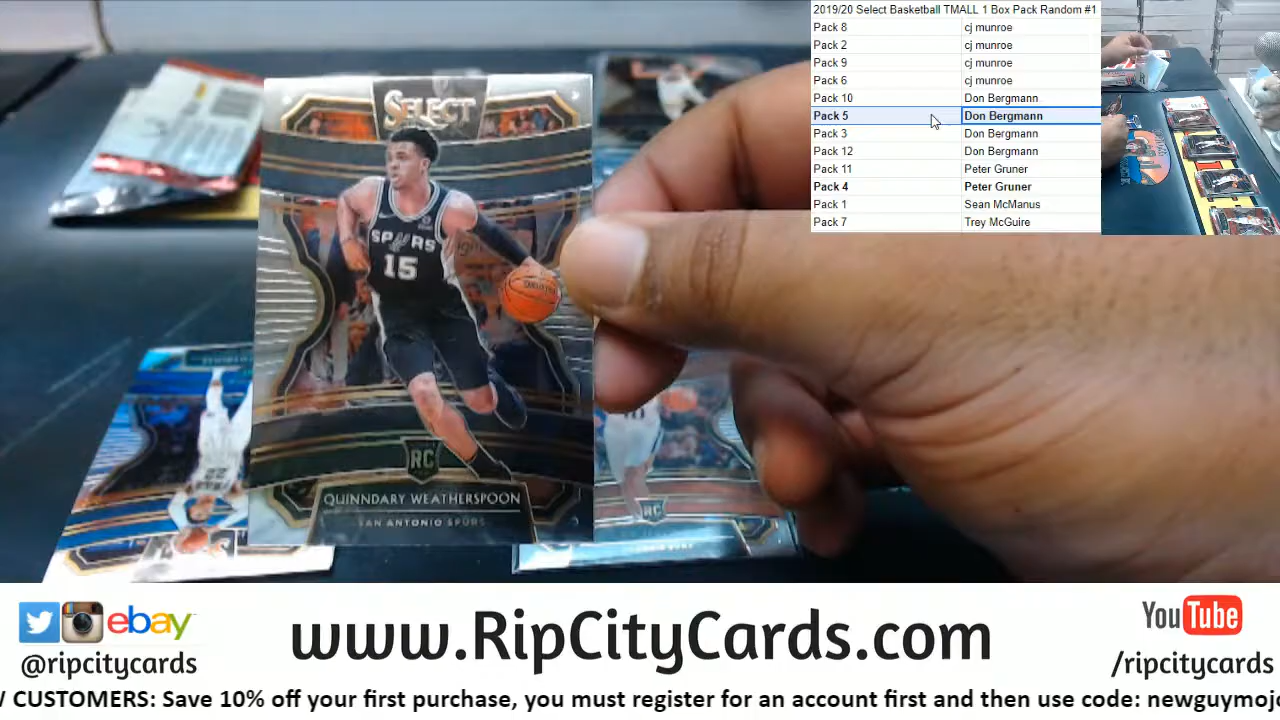 2019/20 Select Basketball TMALL 1 Box Pack Random #1
Pack 8 cj munroe
Pack 2 cj munroe
Pack 9 cj munroe
Pack 6 cj munroe
Pack 10 Don Bergmann
Pack 5 Don Bergmann
Pack 3 Don Bergmann
Pack 12 Don Bergmann
Pack 11 Peter Gruner
Pack 4 Peter Gruner
Pack 1 Sean McManus
Pack 7 Trey McGuire
SELECT
SPURS
15
RC
QUINNDARY WEATHERSPOON
SAN ANTONIO SPURS
RC
ebay
@ripcitycards
www.RipCityCards.com
YouTube
/ripcitycards
CUSTOMERS: Save 10% off your first purchase, you must register for an account first and then use code: newguymojo